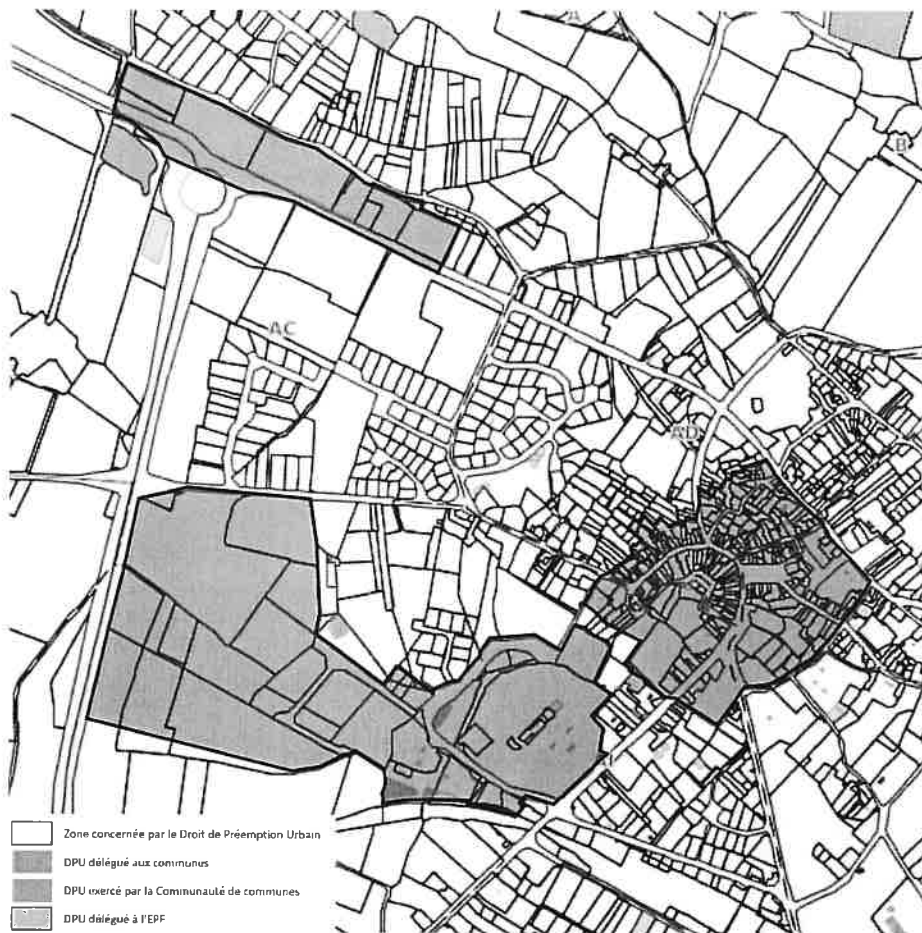 A
B
AC
AD
Zone concernée par le Droit de Préemption Urbain
DPU délégué aux communes
DPU exercé par la Communauté de communes
DPU délégué à l'EPF